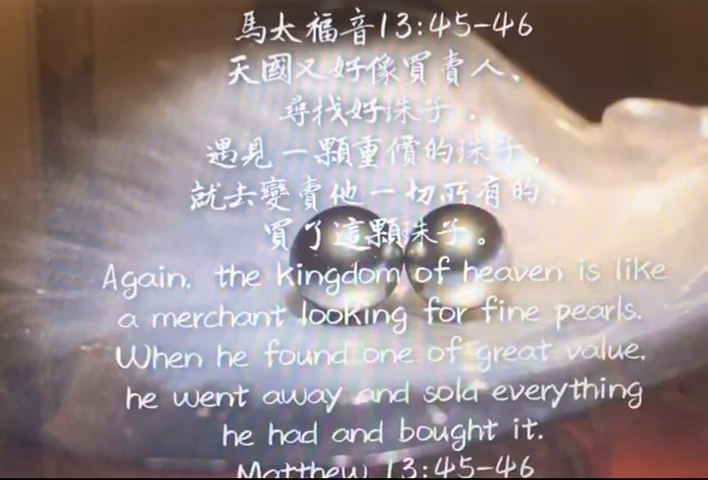 馬太福音13:45-46
天國又好像買賣人，
尋找好珠子。
遇見一顆重價的珠子，
就去變賣他一切所有的，
買了這顆珠子。
Again, the kingdom of heaven is like
a merchant looking for fine pearls.
When he found one of great value,
he went away and sold everything
he had and bought it.
Matthew 13:45-46